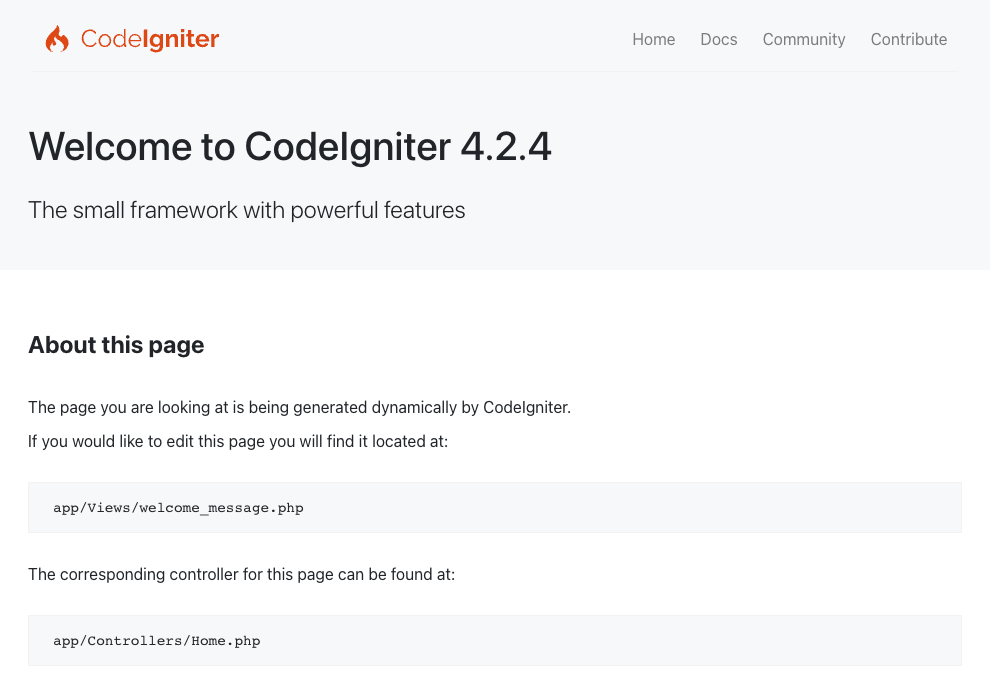 CodeIgniter
Home Docs Community Contribute
Welcome to CodeIgniter 4.2.4
The small framework with powerful features
About this page
The page you are looking at is being generated dynamically by CodeIgniter.
If you would like to edit this page you will find it located at:
app/Views/welcome_message.php
The corresponding controller for this page can be found at:
app/Controllers/Home.php